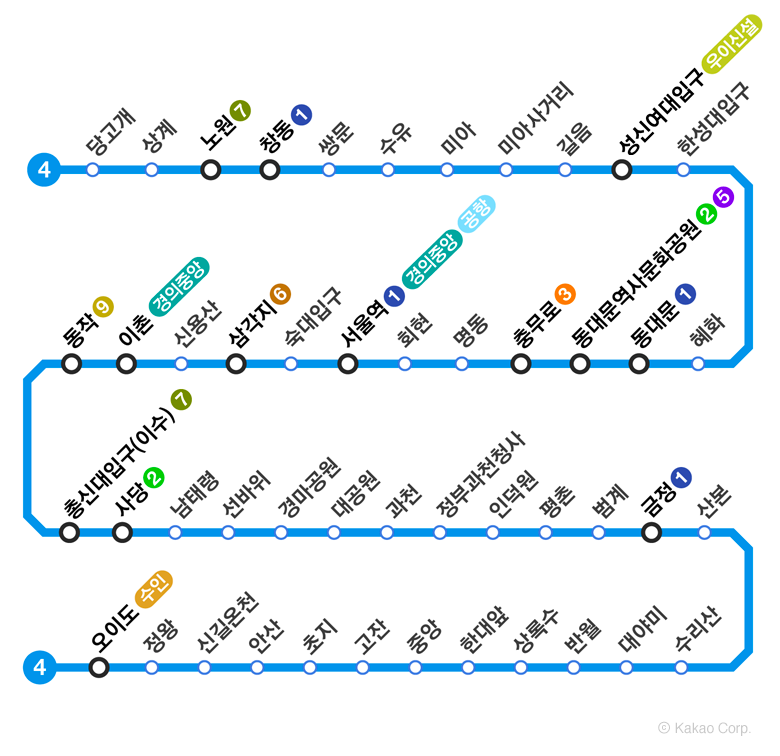 4
당고개
상계
노원 7
창동 1
쌍문
수유
미아
미아사거리
길음
성신여대입구 우이신설
한성대입구
동작 9
이촌 경의중앙
신용산
삼각지 6
숙대입구
서울역 1 경의중앙 공항
회현
명동
충무로 3
동대문역사문화공원 2 5
동대문 1
혜화
총신대입구(이수) 7
사당 2
남태령
선바위
경마공원
대공원
과천
정부과천청사
인덕원
평촌
범계
금정 1
산본
4
오이도 수인
정왕
신길온천
안산
초지
고잔
중앙
한대앞
상록수
반월
대야미
수리산
© Kakao Corp.